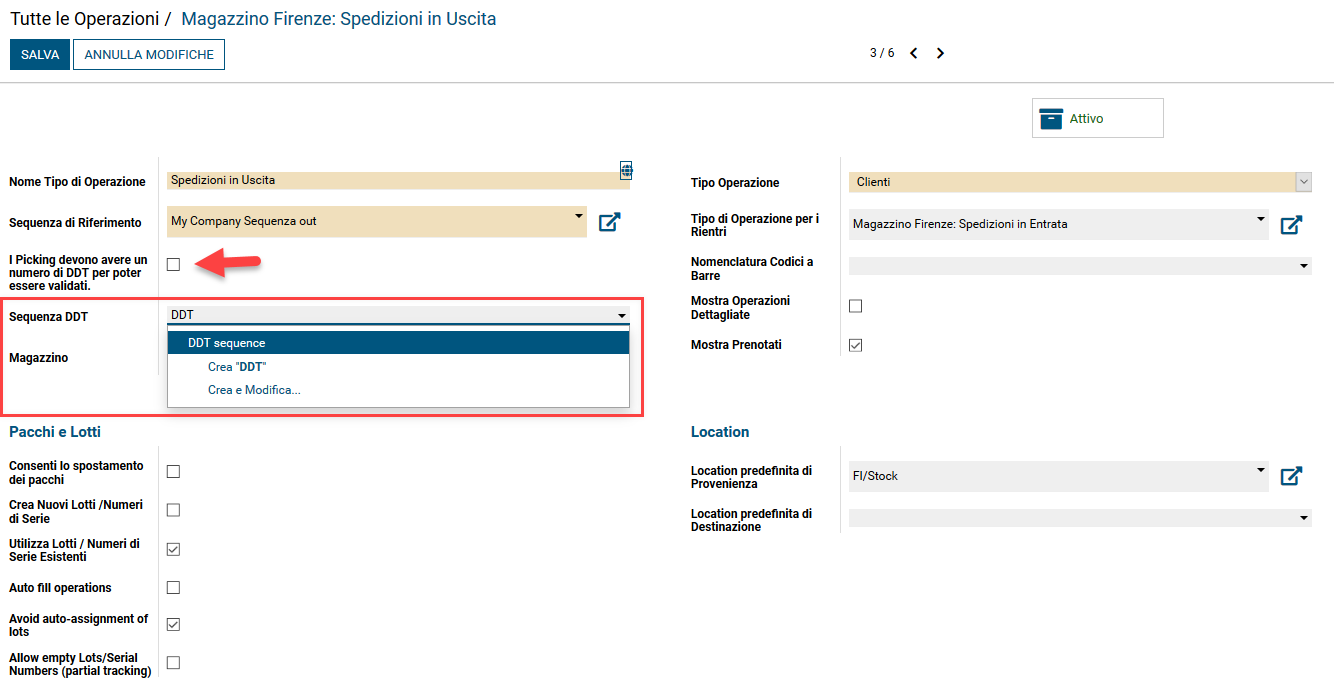 Tutte le Operazioni / Magazzino Firenze: Spedizioni in Uscita
SALVA
ANNULLA MODIFICHE
3 / 6
Attivo
Nome Tipo di Operazione
Spedizioni in Uscita
Sequenza di Riferimento
My Company Sequenza out
I Picking devono avere un
numero di DDT per poter
essere validati.
Sequenza DDT
DDT
DDT sequence
Crea "DDT"
Crea e Modifica...
Magazzino
Tipo Operazione
Clienti
Tipo di Operazione per i
Rientri
Magazzino Firenze: Spedizioni in Entrata
Nomenclatura Codici a
Barre
Mostra Operazioni
Dettagliate
Mostra Prenotati
Pacchi e Lotti
Consenti lo spostamento
dei pacchi
Crea Nuovi Lotti /Numeri
di Serie
Utilizza Lotti / Numeri di
Serie Esistenti
Auto fill operations
Avoid auto-assignment of
lots
Allow empty Lots/Serial
Numbers (partial tracking)
Location
Location predefinita di
Provenienza
FI/Stock
Location predefinita di
Destinazione